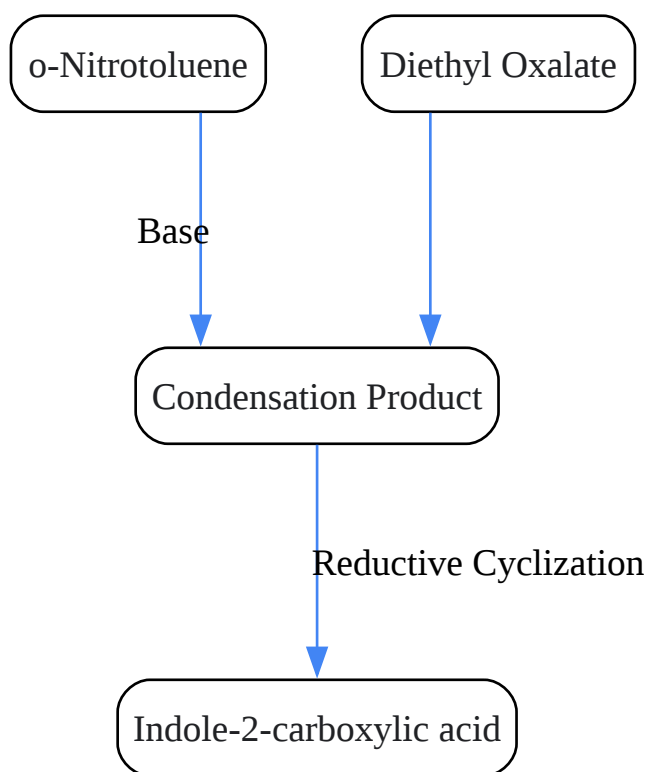 o-Nitrotoluene
Diethyl Oxalate
Base
Condensation Product
Reductive Cyclization
Indole-2-carboxylic acid